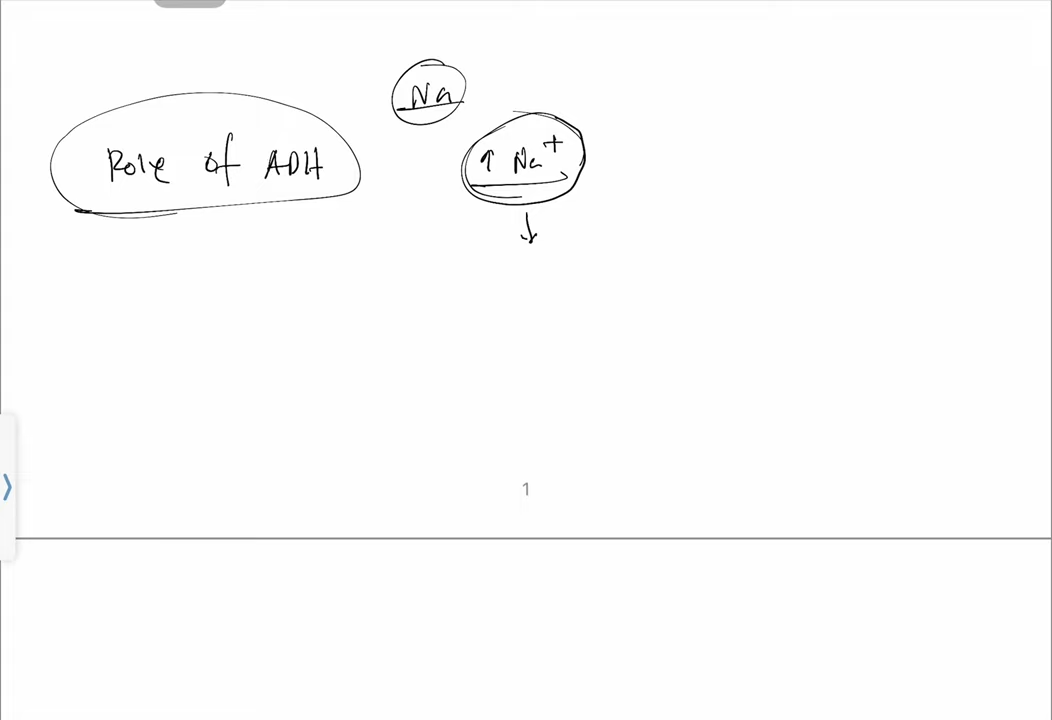 Na
Role of ADH
↑ Na+
↓
1